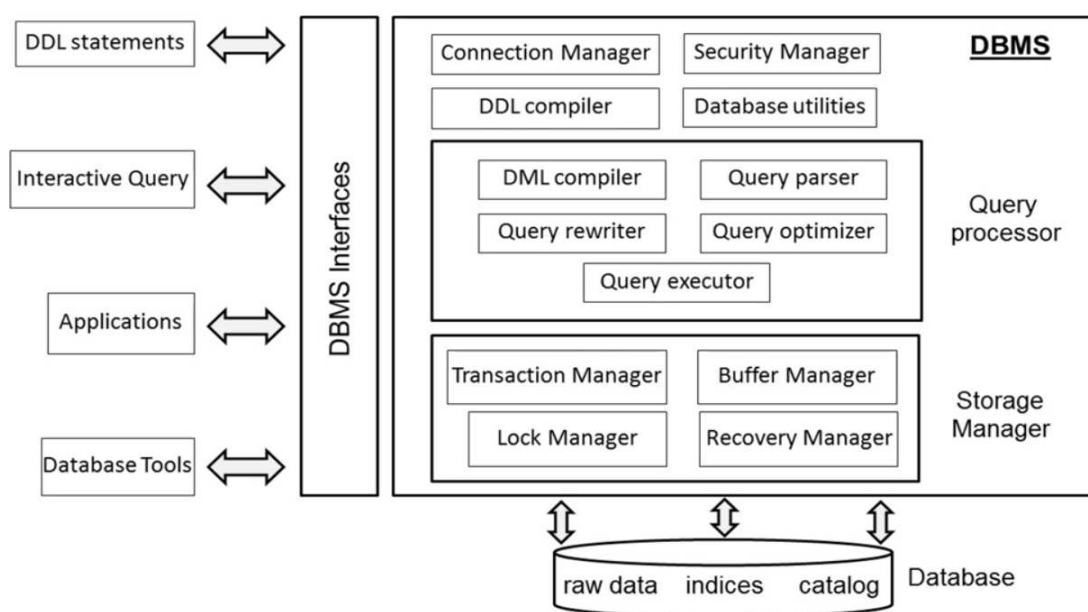 DDL statements
Interactive Query
Applications
Database Tools
DBMS Interfaces
DBMS
Connection Manager
Security Manager
DDL compiler
Database utilities
DML compiler
Query parser
Query rewriter
Query optimizer
Query executor
Query
processor
Transaction Manager
Buffer Manager
Lock Manager
Recovery Manager
Storage
Manager
raw data
indices
catalog
Database